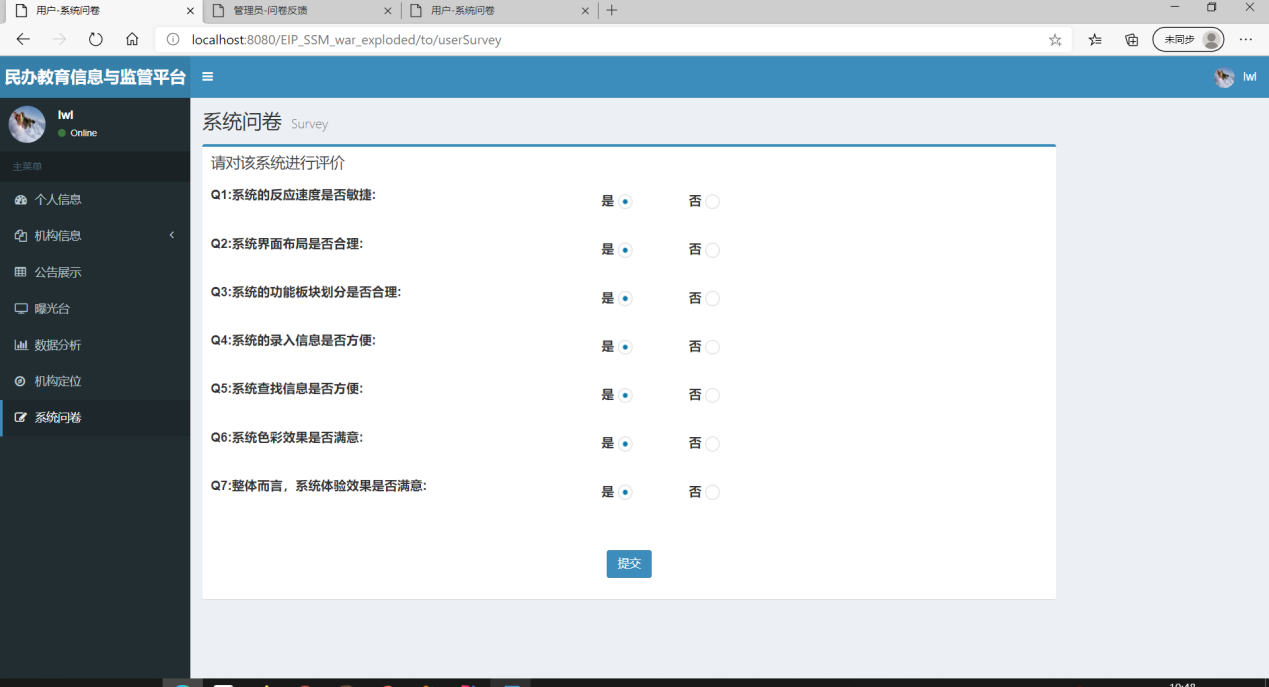 用户-系统问卷
管理员-问卷反馈
用户-系统问卷
localhost:8080/EIP_SSM_war_exploded/to/userSurvey
未同步
民办教育信息与监管平台
lwl
lwl
Online
主菜单
个人信息
机构信息
公告展示
曝光台
数据分析
机构定位
系统问卷
系统问卷 Survey
请对该系统进行评价
Q1:系统的反应速度是否敏捷: 是 否
Q2:系统界面布局是否合理: 是 否
Q3:系统的功能板块划分是否合理: 是 否
Q4:系统的录入信息是否方便: 是 否
Q5:系统查找信息是否方便: 是 否
Q6:系统色彩效果是否满意: 是 否
Q7:整体而言，系统体验效果是否满意: 是 否
提交